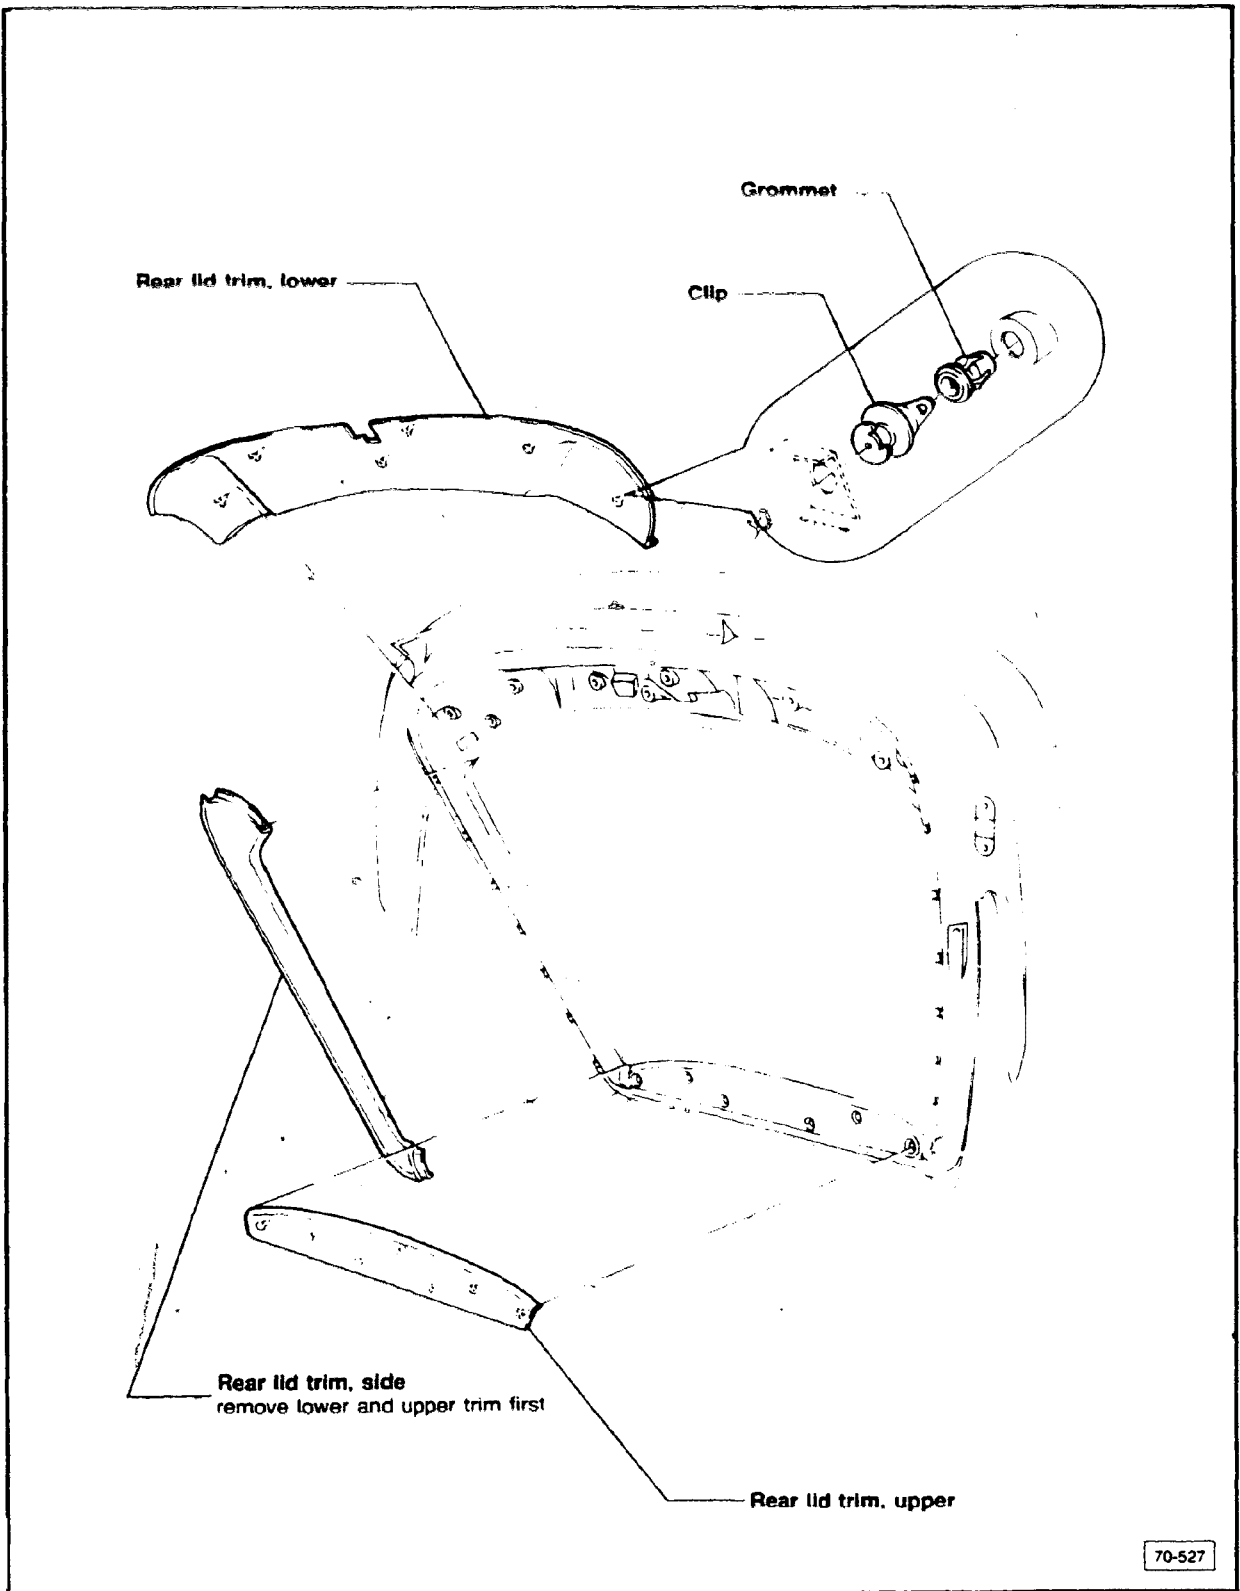 Grommet
Rear lid trim, lower
Clip
Rear lid trim, side
remove lower and upper trim first
Rear lid trim, upper
70-527